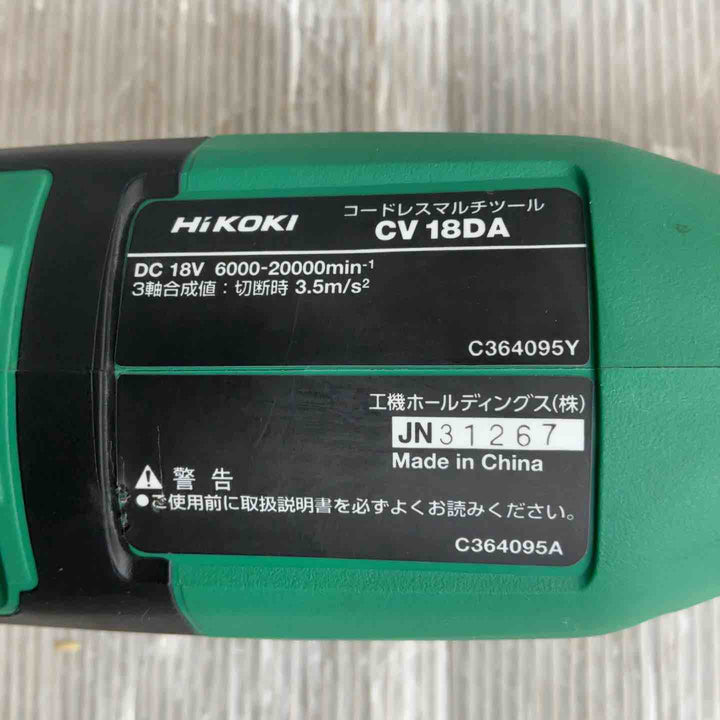 HiKOKI
コードレスマルチツール
CV 18DA
DC 18V 6000-20000min-1
3軸合成値：切断時 3.5m/s²
C364095Y
工機ホールディングス(株)
JN 31267
Made in China
警告
●ご使用前に取扱説明書を必ずよくお読みください。
C364095A